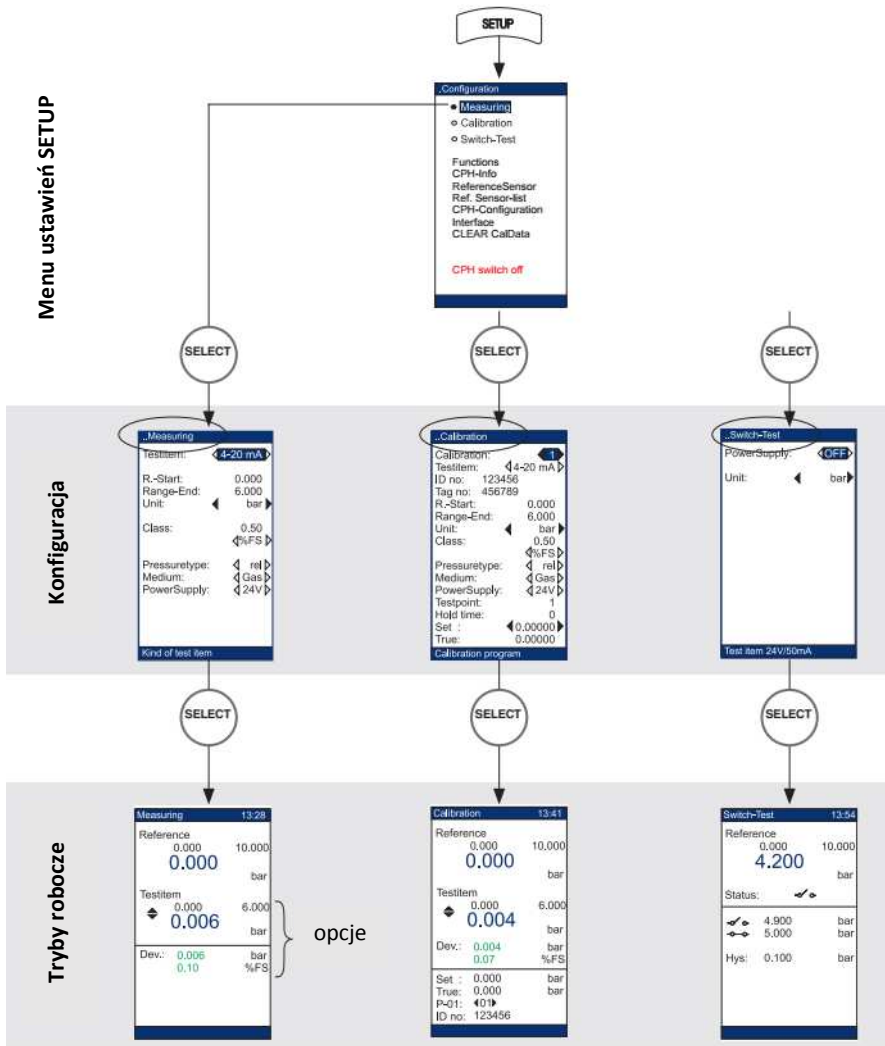 SETUP
Menu ustawień SETUP
..Configuration
Measuring
Calibration
Switch-Test
Functions
CPH-Info
ReferenceSensor
Ref. Sensor-list
CPH-Configuration
Interface
CLEAR CalData
CPH switch off
SELECT
SELECT
SELECT
Konfiguracja
..Measuring
Testitem: 4-20 mA
R.-Start: 0.000
Range-End: 6.000
Unit: bar
Class: 0.50
%FS
Pressuretype: rel
Medium: Gas
PowerSupply: 24V
Kind of test item
..Calibration
Calibration: 1
Testitem: 4-20 mA
ID no: 123456
Tag no: 456789
R.-Start: 0.000
Range-End: 6.000
Unit: bar
Class: 0.50
%FS
Pressuretype: rel
Medium: Gas
PowerSupply: 24V
Testpoint: 1
Hold time: 0
Set : 0.00000
True: 0.00000
Calibration program
..Switch-Test
PowerSupply: OFF
Unit: bar
Test item 24V/50mA
SELECT
SELECT
SELECT
Tryby robocze
Measuring 13:28
Reference
0.000 10.000
0.000
bar
Testitem
0.000 6.000
0.006
bar
Dev.: 0.006 bar
0.10 %FS
opcje
Calibration 13:41
Reference
0.000 10.000
0.000
bar
Testitem
0.000 6.000
0.004
bar
Dev.: 0.004 bar
0.07 %FS
Set : 0.000 bar
True: 0.000 bar
P-01: 01
ID no: 123456
Switch-Test 13:54
Reference
0.000 10.000
4.200
bar
Status:
4.900 bar
5.000 bar
Hys: 0.100 bar